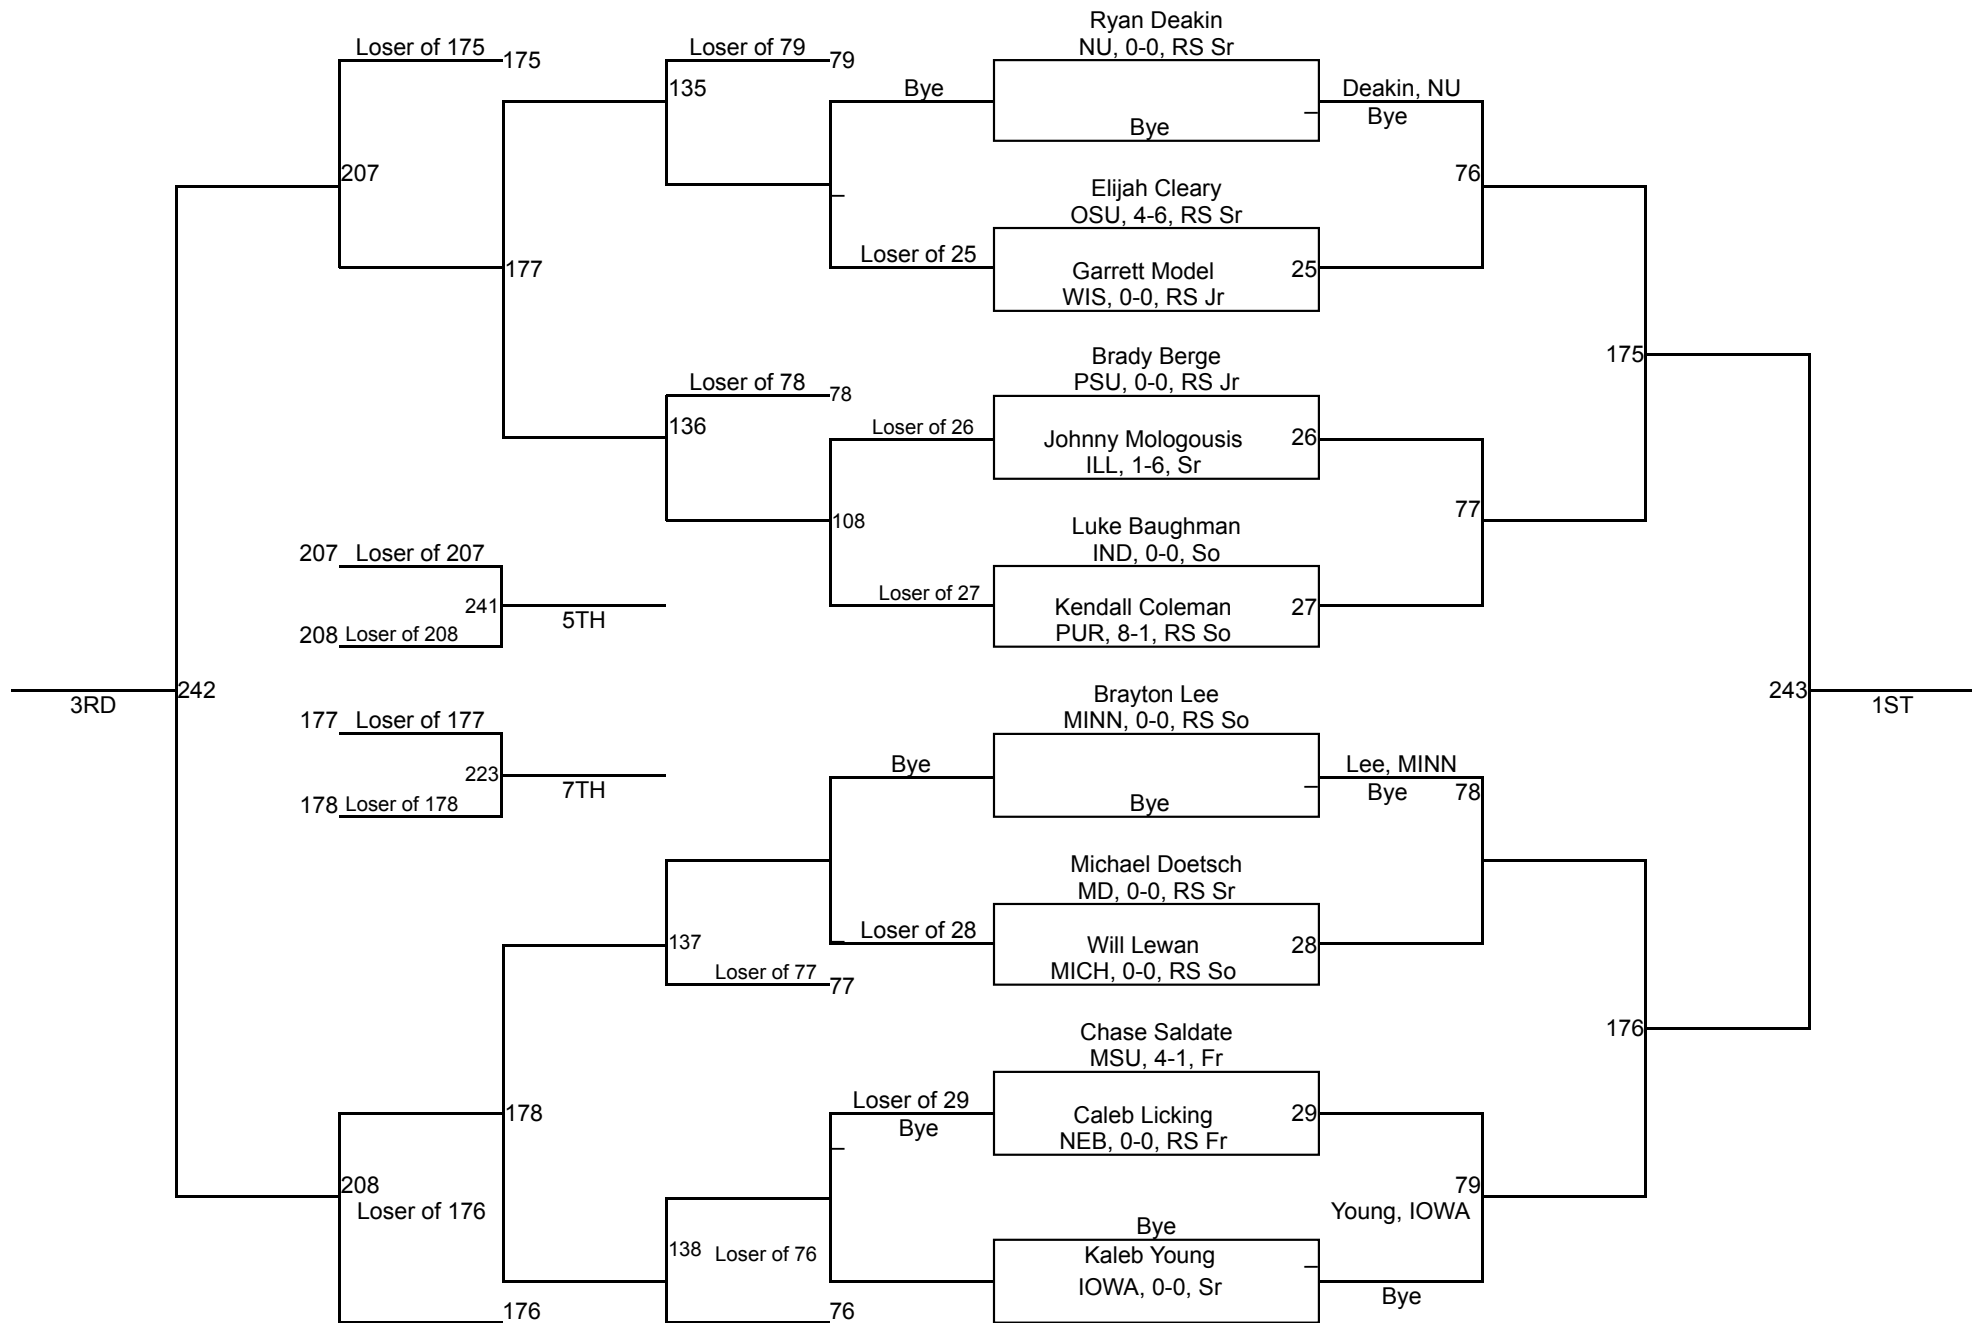 Ryan Deakin
Loser of 175
175
Loser of 79
79
NU, 0-0, RS Sr
135
Bye
Deakin, NU
Bye
Bye
207
76
Elijah Cleary
OSU, 4-6, RS Sr
177
Loser of 25
Garrett Model
25
WIS, 0-0, RS Jr
Brady Berge
175
Loser of 78
78
PSU, 0-0, RS Jr
136
Loser of 26
Johnny Mologousis
26
ILL, 1-6, Sr
77
108
Luke Baughman
207
Loser of 207
IND, 0-0, So
241
5TH
Loser of 27
Kendall Coleman
27
208
Loser of 208
PUR, 8-1, RS So
3RD
242
Brayton Lee
243
1ST
177
Loser of 177
MINN, 0-0, RS So
223
7TH
Bye
Lee, MINN
Bye
78
178
Loser of 178
Bye
Michael Doetsch
MD, 0-0, RS Sr
137
Loser of 28
Will Lewan
28
Loser of 77
77
MICH, 0-0, RS So
Chase Saldate
176
MSU, 4-1, Fr
178
Loser of 29
Bye
Caleb Licking
29
NEB, 0-0, RS Fr
208
Loser of 176
79
Young, IOWA
Bye
138
Loser of 76
Kaleb Young
IOWA, 0-0, Sr
Bye
176
76